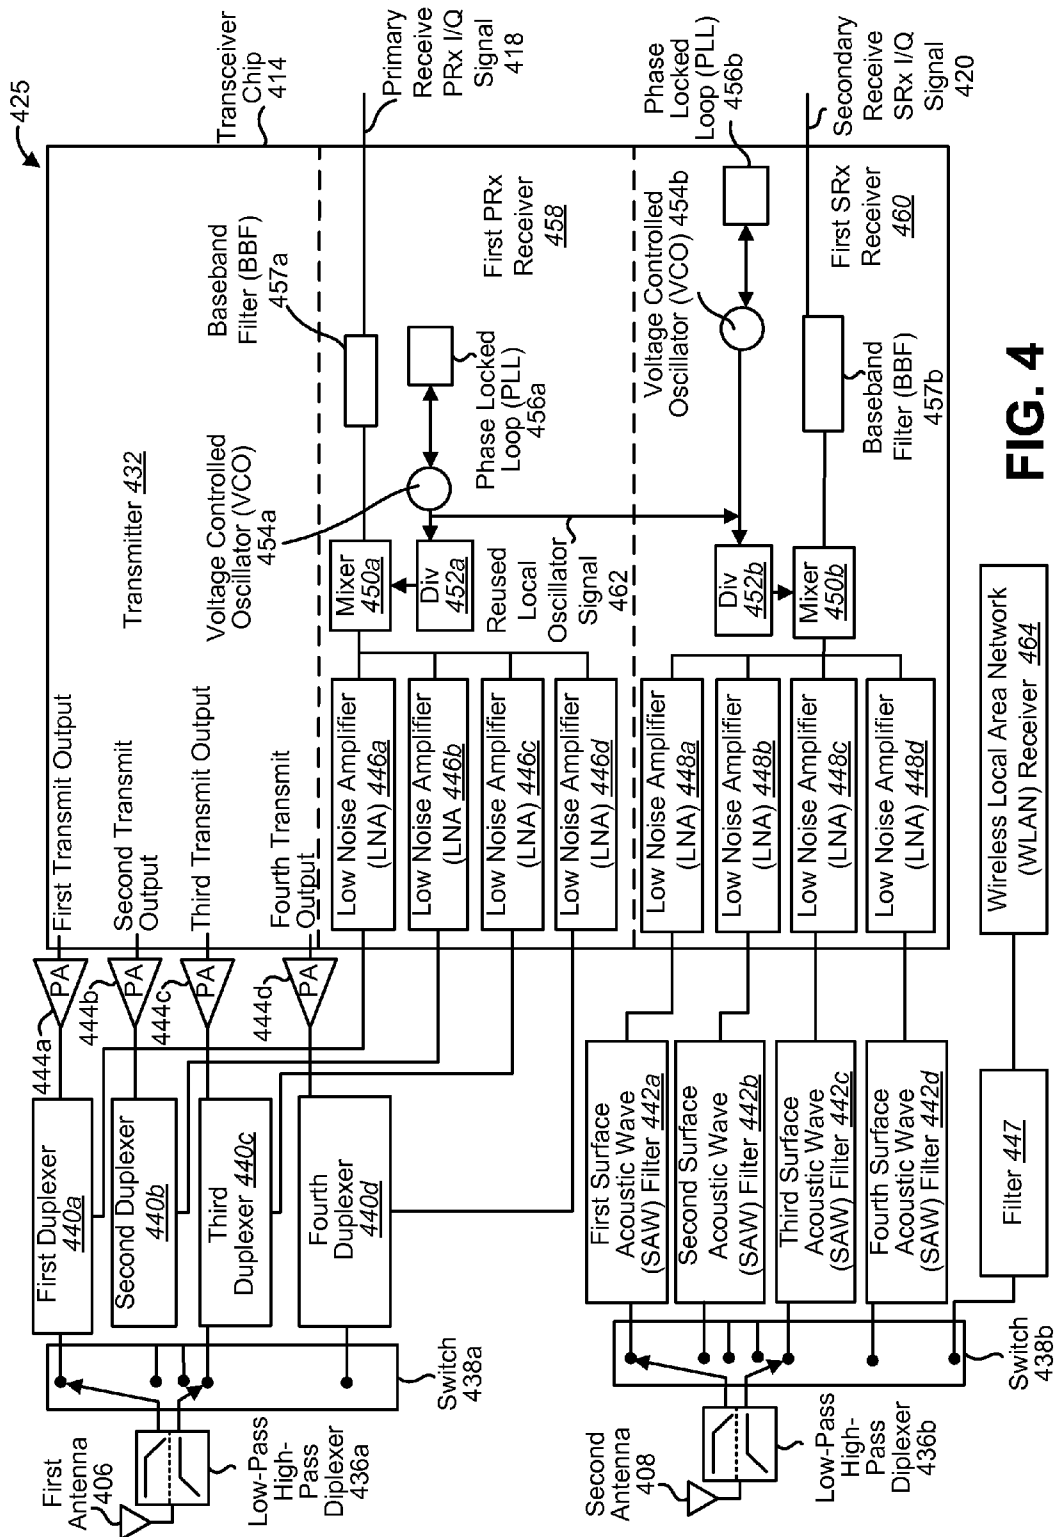 425
Transceiver
Chip
414
Primary
Receive
PRx I/Q
Signal
418
Phase
Locked
Loop (PLL)
456b
Secondary
Receive
SRx I/Q
Signal
420
Transmitter 432
Voltage Controlled
Oscillator (VCO)
454a
Baseband
Filter (BBF)
457a
First PRx
Receiver
458
Phase Locked
Loop (PLL)
456a
Mixer
450a
Div
452a
Reused
Local
Oscillator
Signal
462
Voltage Controlled
Oscillator (VCO) 454b
First SRx
Receiver
460
Baseband
Filter (BBF)
457b
Div
452b
Mixer
450b
First Transmit Output
Second Transmit
Output
Third Transmit Output
Fourth Transmit
Output
Low Noise Amplifier
(LNA) 446a
Low Noise Amplifier
(LNA 446b
Low Noise Amplifier
(LNA) 446c
Low Noise Amplifier
(LNA) 446d
Low Noise Amplifier
(LNA) 448a
Low Noise Amplifier
(LNA) 448b
Low Noise Amplifier
(LNA) 448c
Low Noise Amplifier
(LNA) 448d
Wireless Local Area Network
(WLAN) Receiver 464
PA
444a
PA
444b
PA
444c
PA
444d
First Duplexer
440a
Second Duplexer
440b
Third
Duplexer 440c
Fourth
Duplexer
440d
First Surface
Acoustic Wave
(SAW) Filter 442a
Second Surface
Acoustic Wave
(SAW) Filter 442b
Third Surface
Acoustic Wave
(SAW) Filter 442c
Fourth Surface
Acoustic Wave
(SAW) Filter 442d
Filter 447
Switch
438a
Switch
438b
First Antenna
406
Low-Pass
High-
Pass
Diplexer
436a
Second
Antenna
408
Low-Pass
High-
Pass
Diplexer
436b
FIG. 4